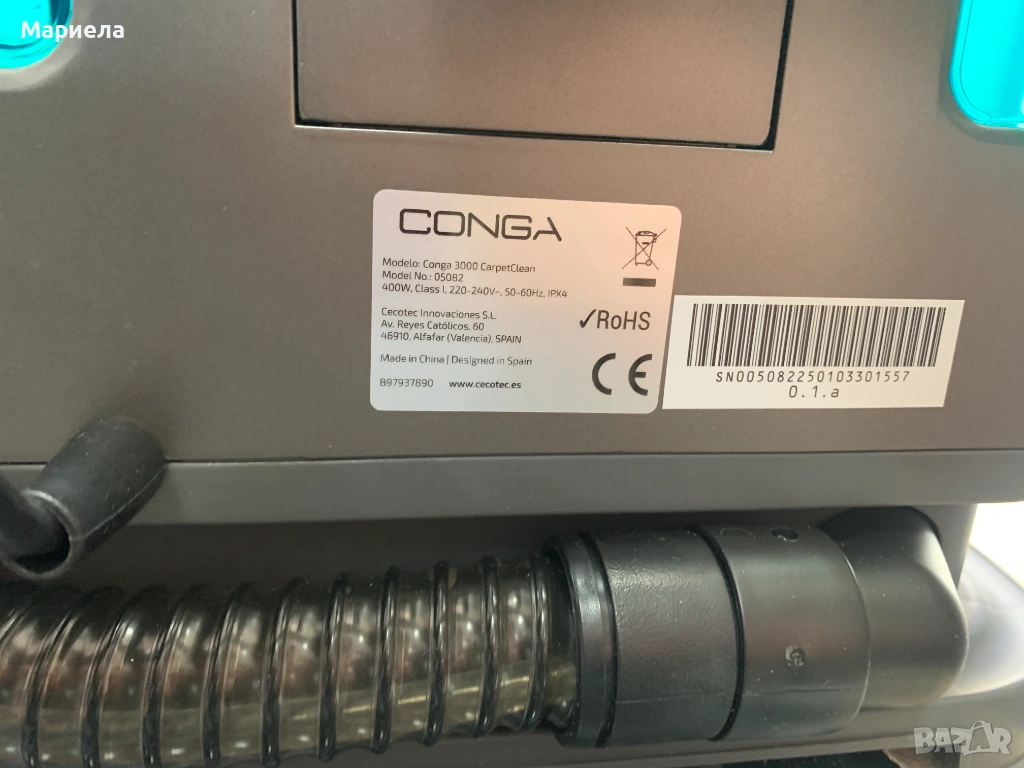 Мариела
CONGA
Modelo: Conga 3000 CarpetClean
Model No.: 05082
400W, Class I, 220-240V~, 50-60Hz, IPX4
Cecotec Innovaciones S.L.
Av. Reyes Católicos, 60
46910, Alfafar (Valencia), SPAIN
✓RoHS
Made in China | Designed in Spain
B97937890 www.cecotec.es
CE
SN005082250103301557
0.1.a
BAZAR